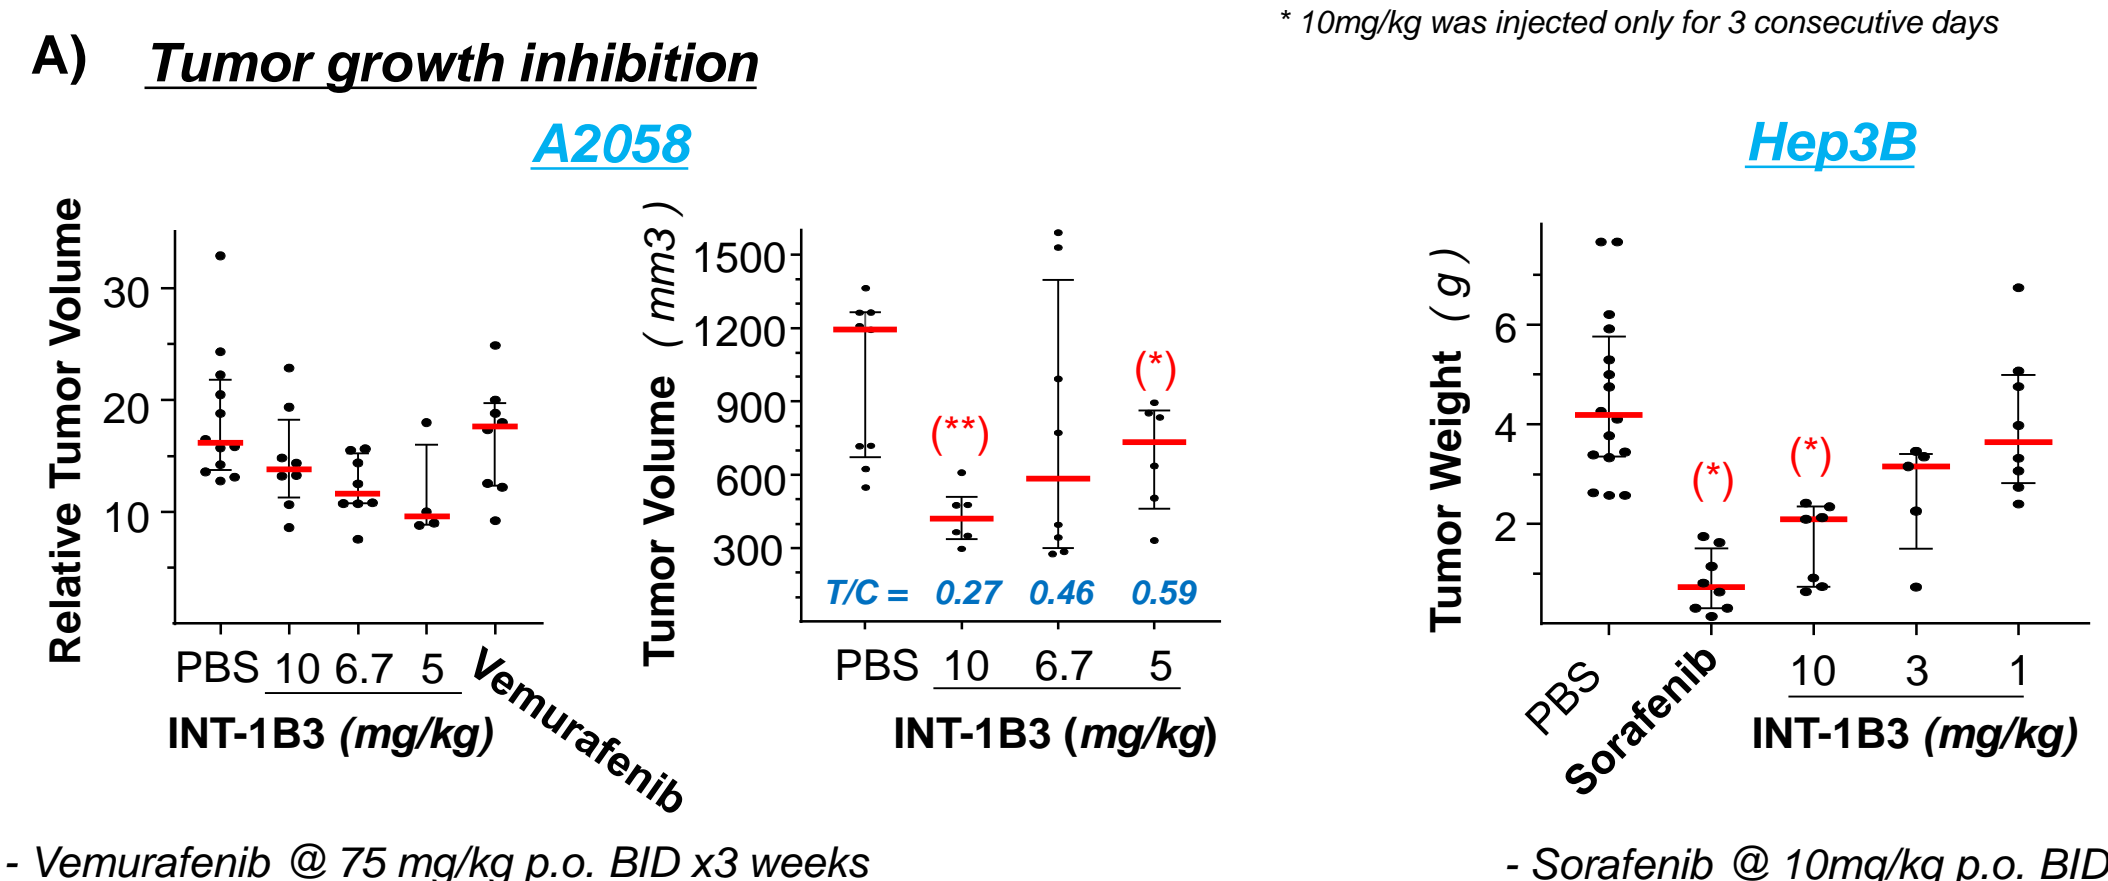 * 10mg/kg was injected only for 3 consecutive days
A) Tumor growth inhibition
A2058
Hep3B
Relative Tumor Volume
30
20
10
PBS 10 6.7 5 Vemurafenib
INT-1B3 (mg/kg)
Tumor Volume ( mm3 )
1500
1200
900
600
300
(**)
(*)
T/C = 0.27 0.46 0.59
PBS 10 6.7 5
INT-1B3 (mg/kg)
Tumor Weight ( g )
6
4
2
(*)
(*)
PBS Sorafenib 10 3 1
INT-1B3 (mg/kg)
- Vemurafenib @ 75 mg/kg p.o. BID x3 weeks
- Sorafenib @ 10mg/kg p.o. BID